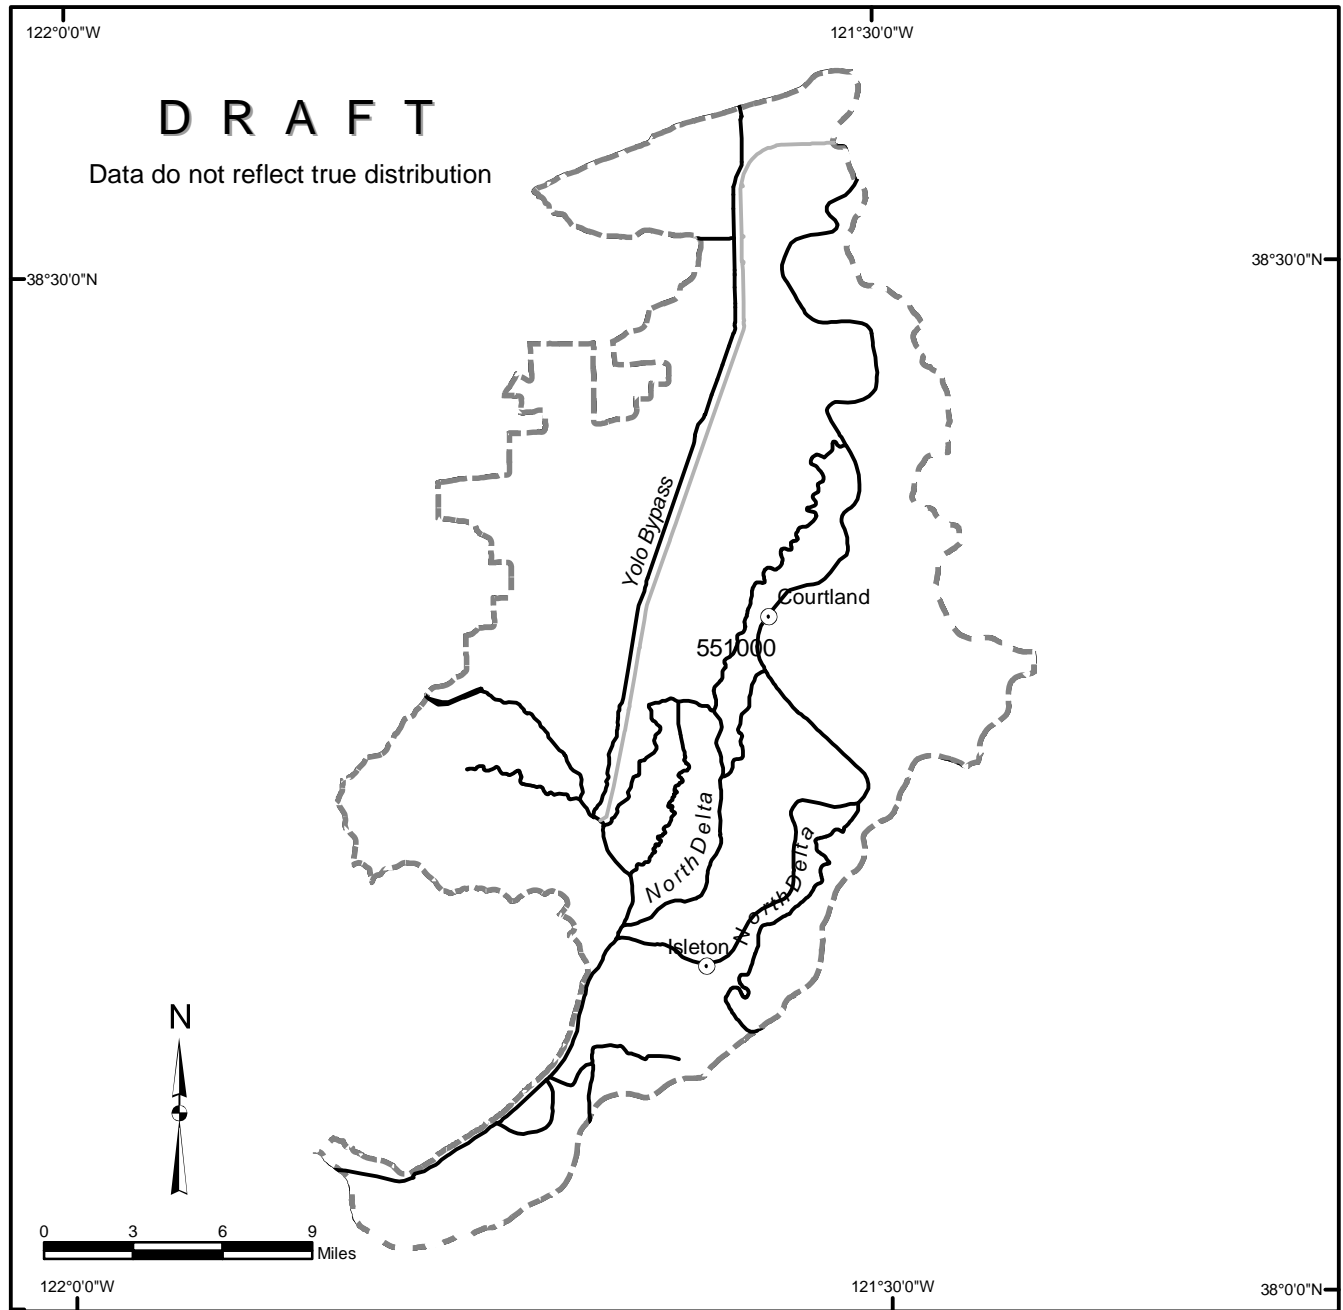 122°0'0"W
121°30'0"W
D R A F T
Data do not reflect true distribution
38°30'0"N
38°30'0"N
Yolo Bypass
Courtland
551000
North Delta
North Delta
Isleton
N
0 3 6 9
Miles
122°0'0"W
121°30'0"W
38°0'0"N